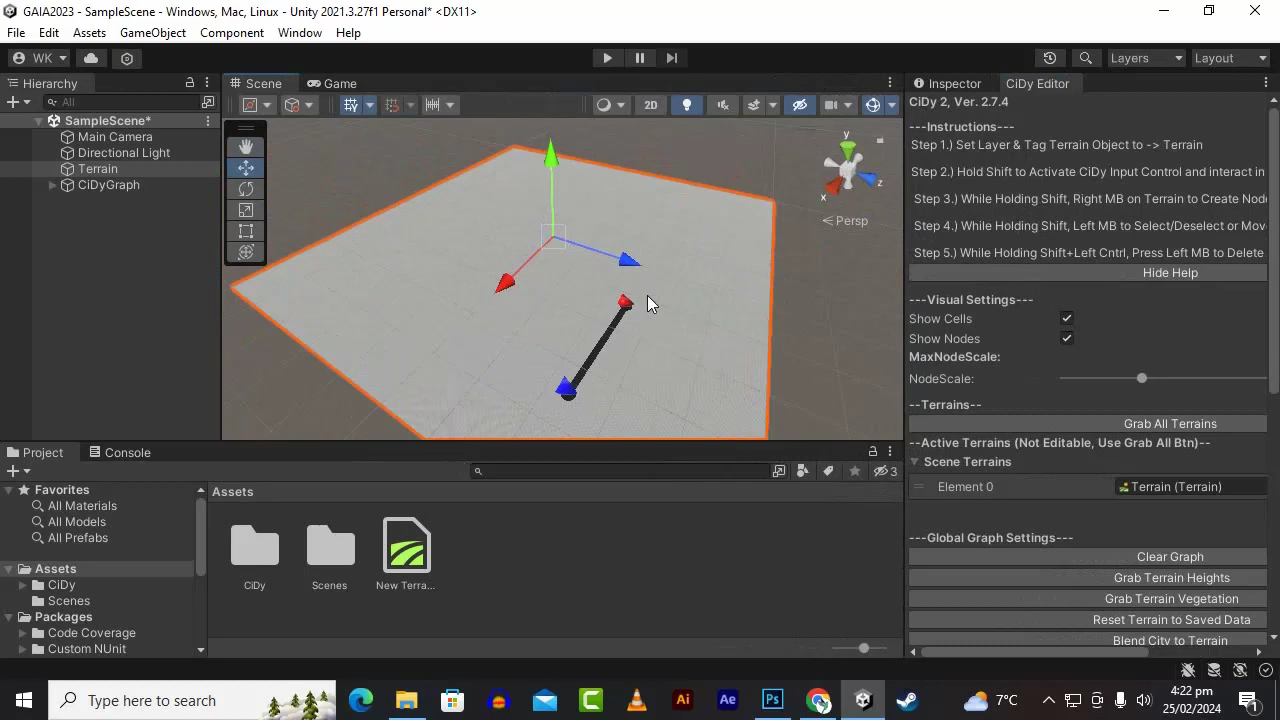 GAIA2023 - SampleScene - Windows, Mac, Linux - Unity 2021.3.27f1 Personal* <DX11>
File Edit Assets GameObject Component Window Help
WK
Layers Layout
Hierarchy
All
SampleScene*
Main Camera
Directional Light
Terrain
CiDyGraph
Scene Game
2D
y
z
x
Persp
Inspector CiDy Editor
CiDy 2, Ver. 2.7.4
---Instructions---
Step 1.) Set Layer & Tag Terrain Object to -> Terrain
Step 2.) Hold Shift to Activate CiDy Input Control and interact in
Step 3.) While Holding Shift, Right MB on Terrain to Create Nod
Step 4.) While Holding Shift, Left MB to Select/Deselect or Mov
Step 5.) While Holding Shift+Left Cntrl, Press Left MB to Delete
Hide Help
---Visual Settings---
Show Cells
Show Nodes
MaxNodeScale:
NodeScale:
--Terrains--
Grab All Terrains
--Active Terrains (Not Editable, Use Grab All Btn)--
Scene Terrains
Element 0 Terrain (Terrain)
---Global Graph Settings---
Clear Graph
Grab Terrain Heights
Grab Terrain Vegetation
Reset Terrain to Saved Data
Blend City to Terrain
Project Console
3
Favorites
All Materials
All Models
All Prefabs
Assets
CiDy
Scenes
Packages
Code Coverage
Custom NUnit
Assets
CiDy Scenes New Terra...
Type here to search
Ai Ae Ps
7°C
4:22 pm
25/02/2024
1